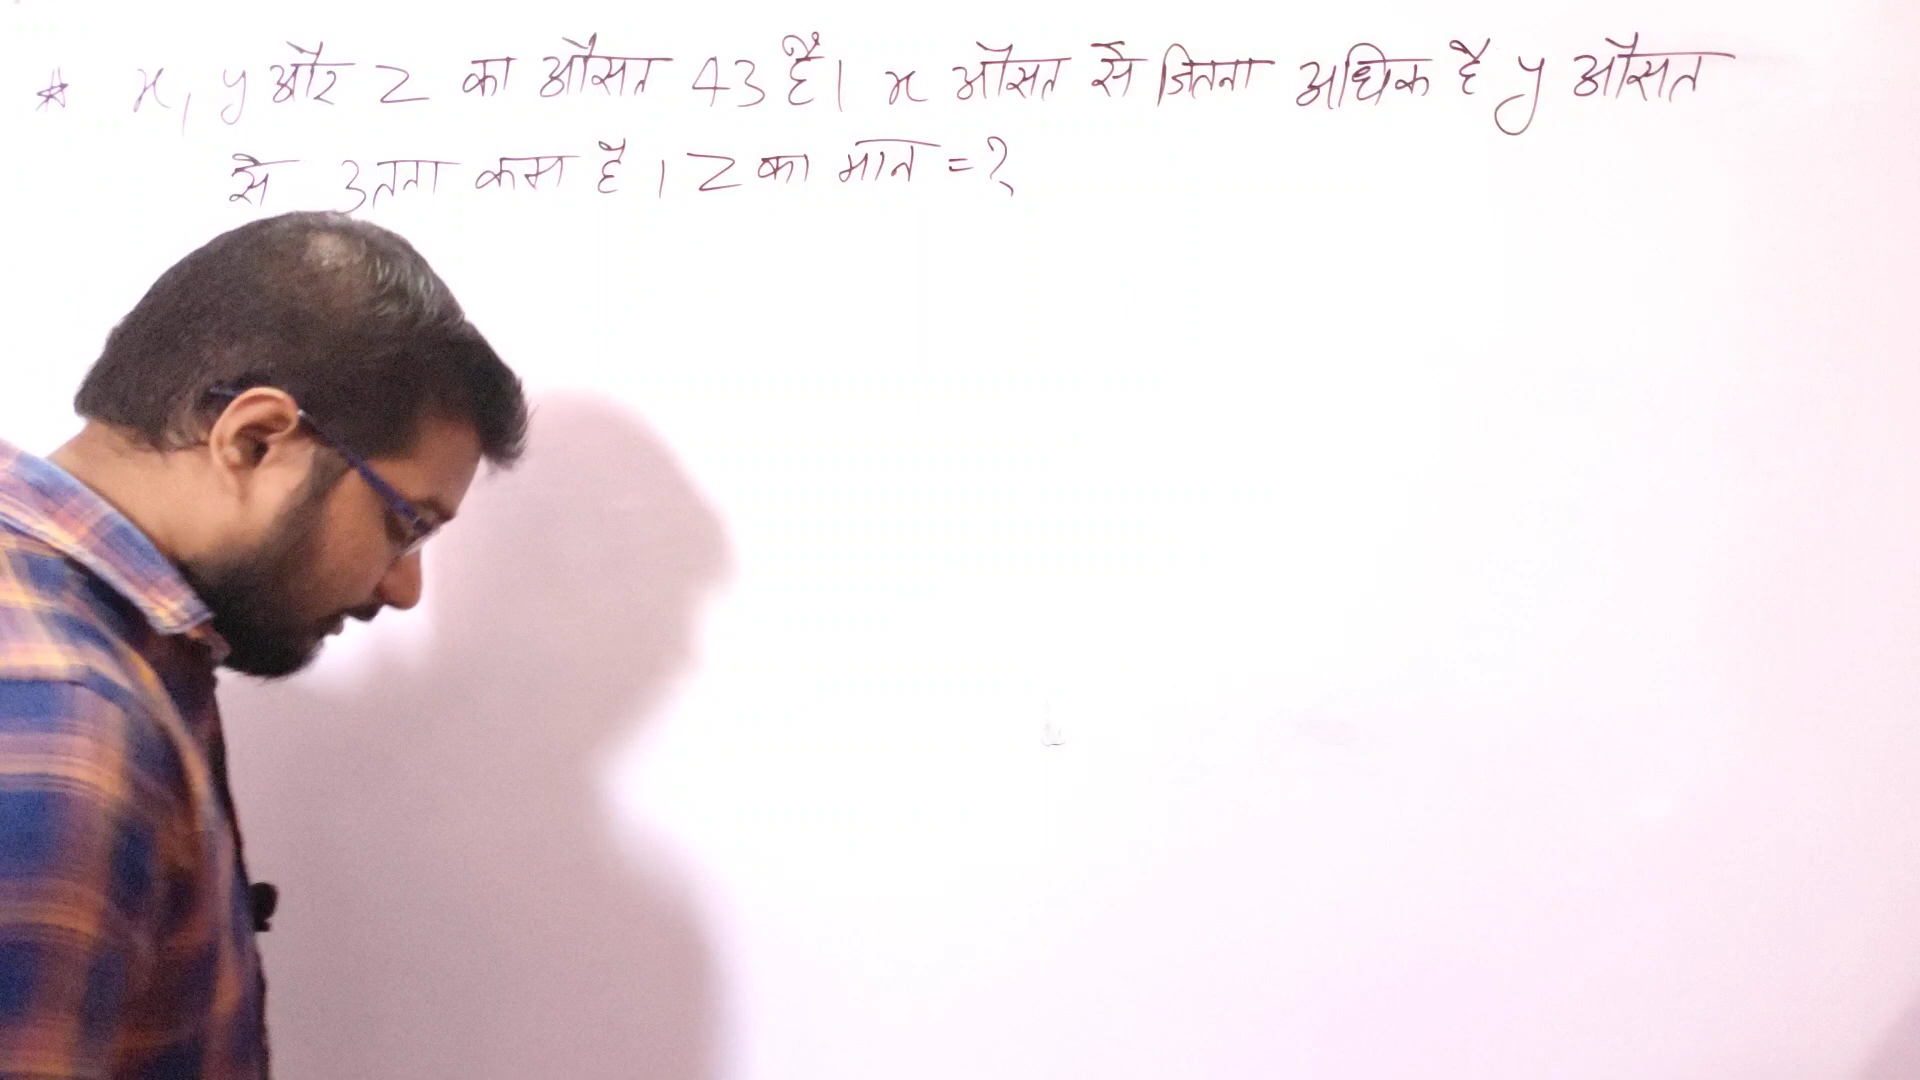 * x, y और z का औसत 43 है। x औसत से जितना अधिक है y औसत
से उतना कम है। z का मान = ?